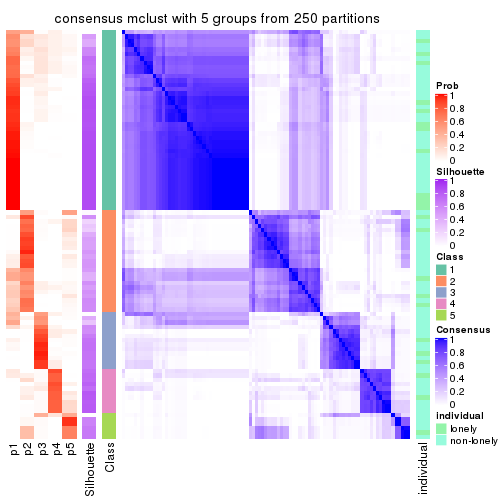 consensus mclust with 5 groups from 250 partitions
Prob
1
0.8
0.6
0.4
0.2
0
Silhouette
1
0.8
0.6
0.4
0.2
0
Class
1
2
3
4
5
Consensus
1
0.8
0.6
0.4
0.2
0
individual
lonely
non-lonely
p1
p2
p3
p4
p5
Silhouette
Class
individual